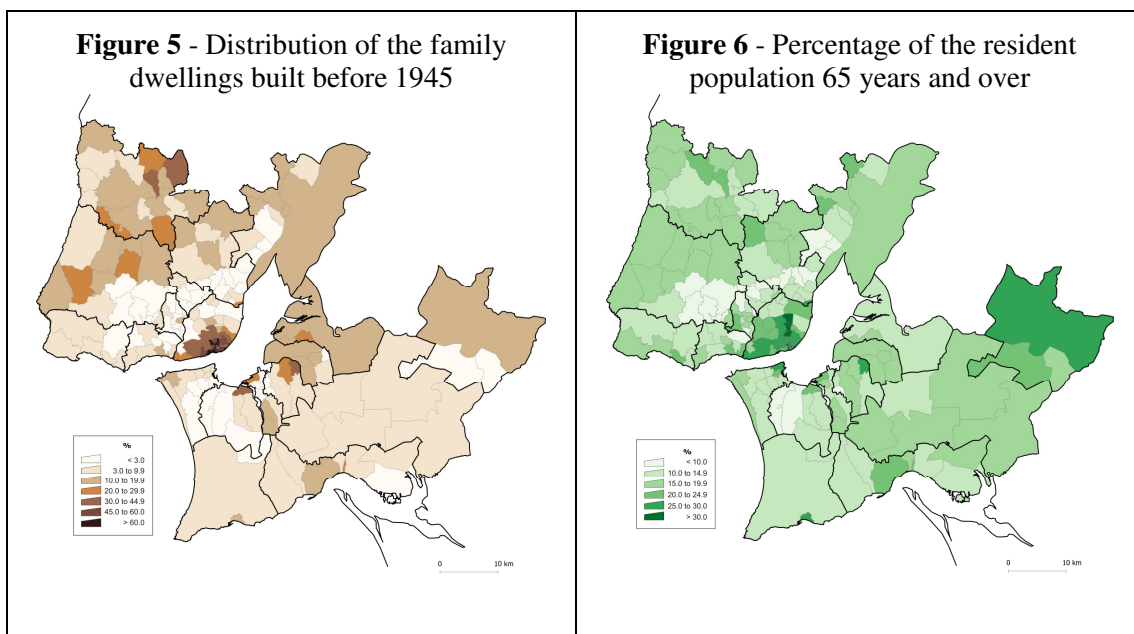 Figure 5 - Distribution of the family
dwellings built before 1945
%
< 3.0
3.0 to 9.9
10.0 to 19.9
20.0 to 29.9
30.0 to 44.9
45.0 to 60.0
> 60.0
0 10 km
Figure 6 - Percentage of the resident
population 65 years and over
%
< 10.0
10.0 to 14.9
15.0 to 19.9
20.0 to 24.9
25.0 to 30.0
> 30.0
0 10 km